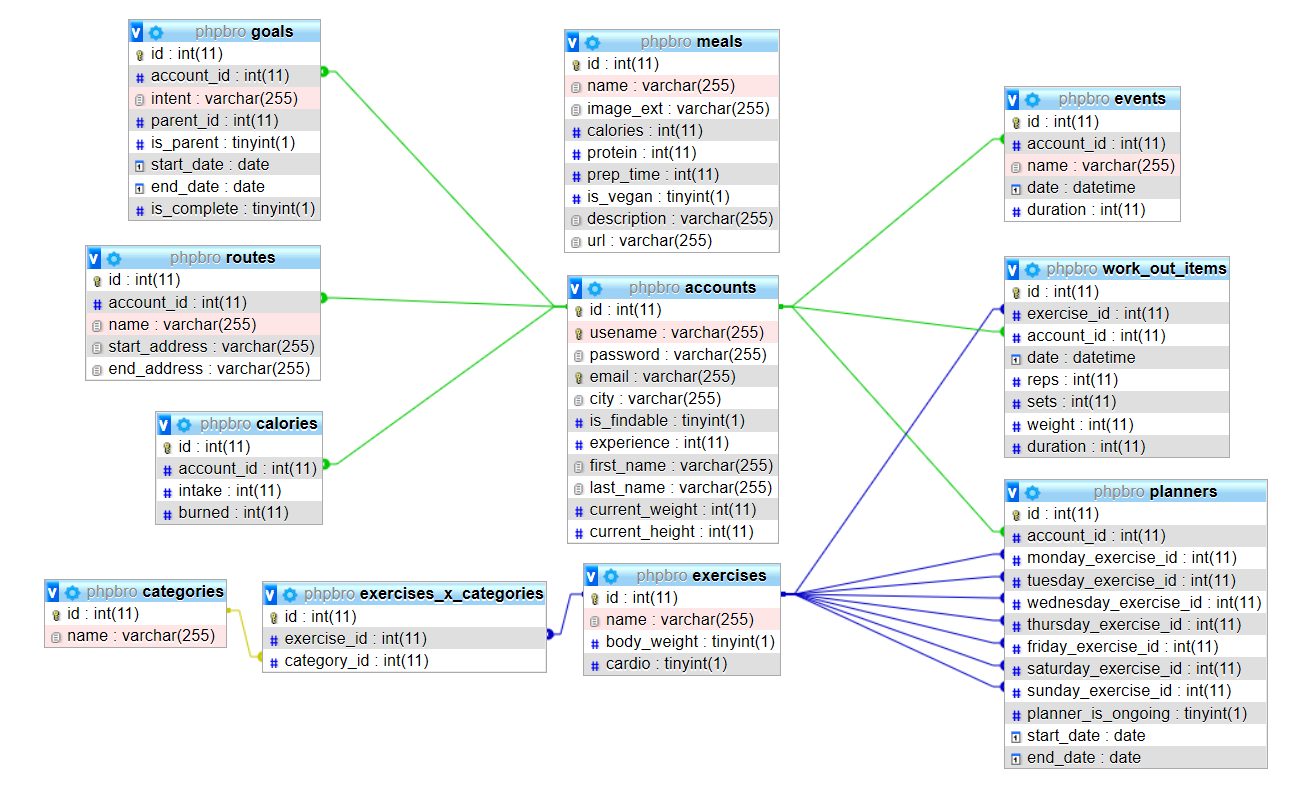 phpbro goals
id : int(11)
account_id : int(11)
intent : varchar(255)
parent_id : int(11)
is_parent : tinyint(1)
start_date : date
end_date : date
is_complete : tinyint(1)
phpbro routes
id : int(11)
account_id : int(11)
name : varchar(255)
start_address : varchar(255)
end_address : varchar(255)
phpbro calories
id : int(11)
account_id : int(11)
intake : int(11)
burned : int(11)
phpbro categories
id : int(11)
name : varchar(255)
phpbro exercises_x_categories
id : int(11)
exercise_id : int(11)
category_id : int(11)
phpbro meals
id : int(11)
name : varchar(255)
image_ext : varchar(255)
calories : int(11)
protein : int(11)
prep_time : int(11)
is_vegan : tinyint(1)
description : varchar(255)
url : varchar(255)
phpbro accounts
id : int(11)
usename : varchar(255)
password : varchar(255)
email : varchar(255)
city : varchar(255)
is_findable : tinyint(1)
experience : int(11)
first_name : varchar(255)
last_name : varchar(255)
current_weight : int(11)
current_height : int(11)
phpbro exercises
id : int(11)
name : varchar(255)
body_weight : tinyint(1)
cardio : tinyint(1)
phpbro events
id : int(11)
account_id : int(11)
name : varchar(255)
date : datetime
duration : int(11)
phpbro work_out_items
id : int(11)
exercise_id : int(11)
account_id : int(11)
date : datetime
reps : int(11)
sets : int(11)
weight : int(11)
duration : int(11)
phpbro planners
id : int(11)
account_id : int(11)
monday_exercise_id : int(11)
tuesday_exercise_id : int(11)
wednesday_exercise_id : int(11)
thursday_exercise_id : int(11)
friday_exercise_id : int(11)
saturday_exercise_id : int(11)
sunday_exercise_id : int(11)
planner_is_ongoing : tinyint(1)
start_date : date
end_date : date